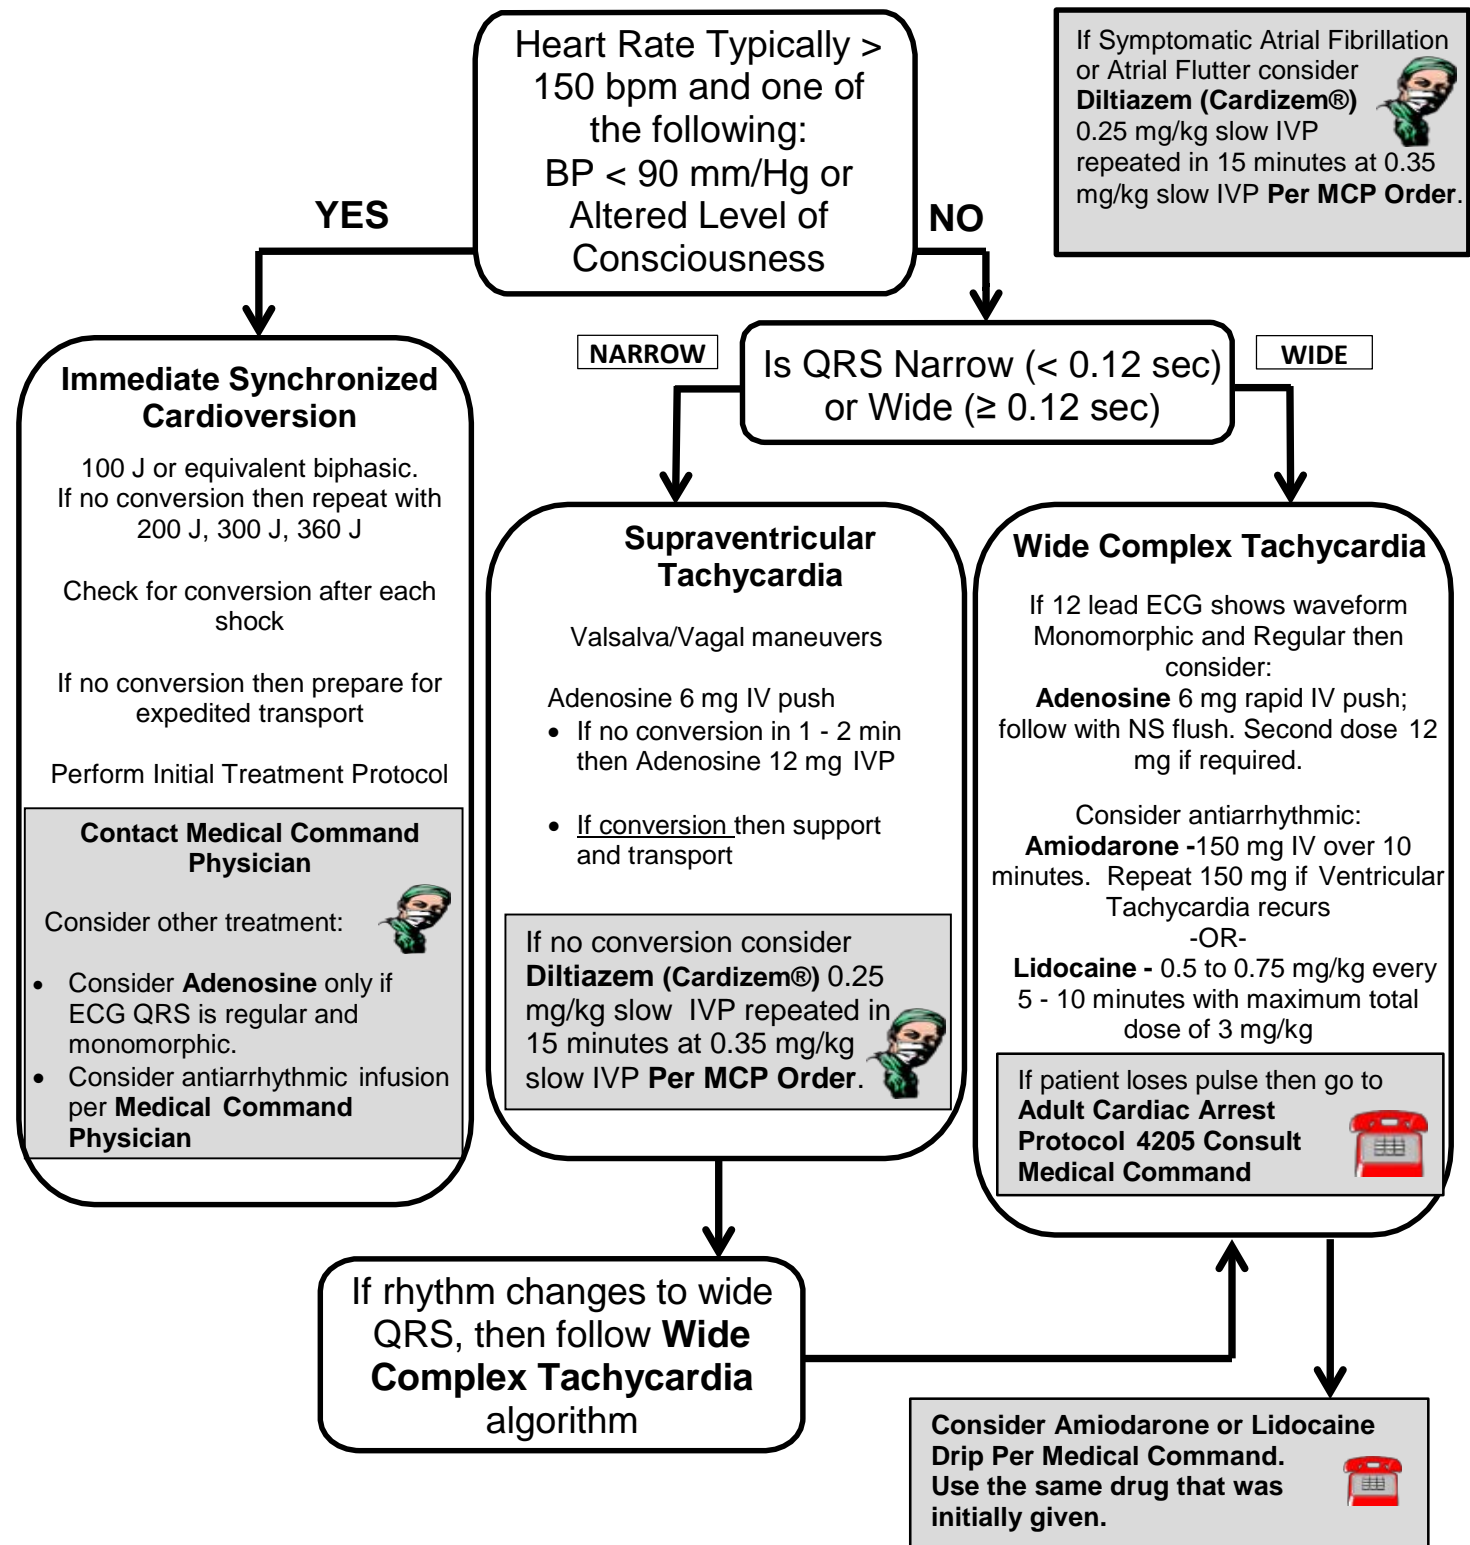 Heart Rate Typically >
150 bpm and one of
the following:
BP < 90 mm/Hg or
Altered Level of
Consciousness
If Symptomatic Atrial Fibrillation
or Atrial Flutter consider
Diltiazem (Cardizem®)
0.25 mg/kg slow IVP
repeated in 15 minutes at 0.35
mg/kg slow IVP Per MCP Order.
YES
NO
Immediate Synchronized
Cardioversion
100 J or equivalent biphasic.
If no conversion then repeat with
200 J, 300 J, 360 J
Check for conversion after each
shock
If no conversion then prepare for
expedited transport
Perform Initial Treatment Protocol
Contact Medical Command
Physician
Consider other treatment:
• Consider Adenosine only if
ECG QRS is regular and
monomorphic.
• Consider antiarrhythmic infusion
per Medical Command
Physician
NARROW
Is QRS Narrow (< 0.12 sec)
or Wide (≥ 0.12 sec)
WIDE
Supraventricular
Tachycardia
Valsalva/Vagal maneuvers
Adenosine 6 mg IV push
• If no conversion in 1 - 2 min
then Adenosine 12 mg IVP
• If conversion then support
and transport
If no conversion consider
Diltiazem (Cardizem®) 0.25
mg/kg slow IVP repeated in
15 minutes at 0.35 mg/kg
slow IVP Per MCP Order.
Wide Complex Tachycardia
If 12 lead ECG shows waveform
Monomorphic and Regular then
consider:
Adenosine 6 mg rapid IV push;
follow with NS flush. Second dose 12
mg if required.
Consider antiarrhythmic:
Amiodarone -150 mg IV over 10
minutes. Repeat 150 mg if Ventricular
Tachycardia recurs
-OR-
Lidocaine - 0.5 to 0.75 mg/kg every
5 - 10 minutes with maximum total
dose of 3 mg/kg
If patient loses pulse then go to
Adult Cardiac Arrest
Protocol 4205 Consult
Medical Command
If rhythm changes to wide
QRS, then follow Wide
Complex Tachycardia
algorithm
Consider Amiodarone or Lidocaine
Drip Per Medical Command.
Use the same drug that was
initially given.